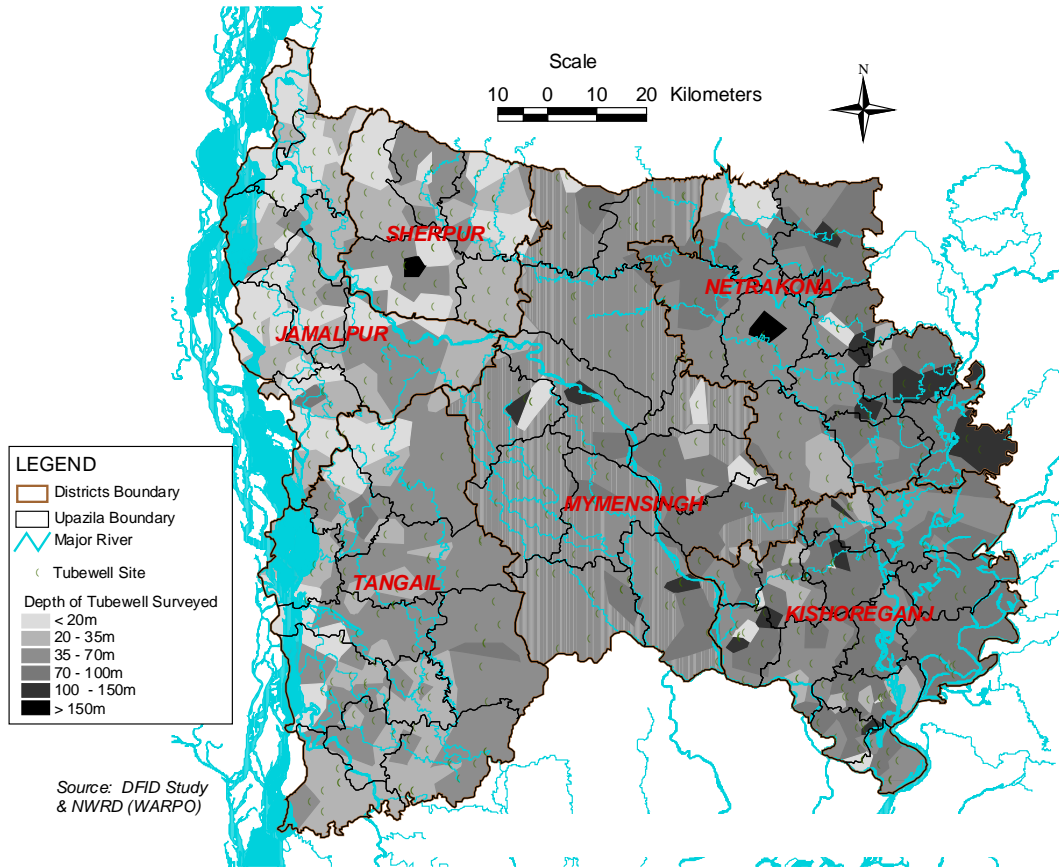 Scale
10 0 10 20 Kilometers
N
SHERPUR
NETRAKONA
JAMALPUR
MYMENSINGH
TANGAIL
KISHOREGANJ
LEGEND
Districts Boundary
Upazila Boundary
Major River
Tubewell Site
Depth of Tubewell Surveyed
< 20m
20 - 35m
35 - 70m
70 - 100m
100 - 150m
> 150m
Source: DFID Study
& NWRD (WARPO)